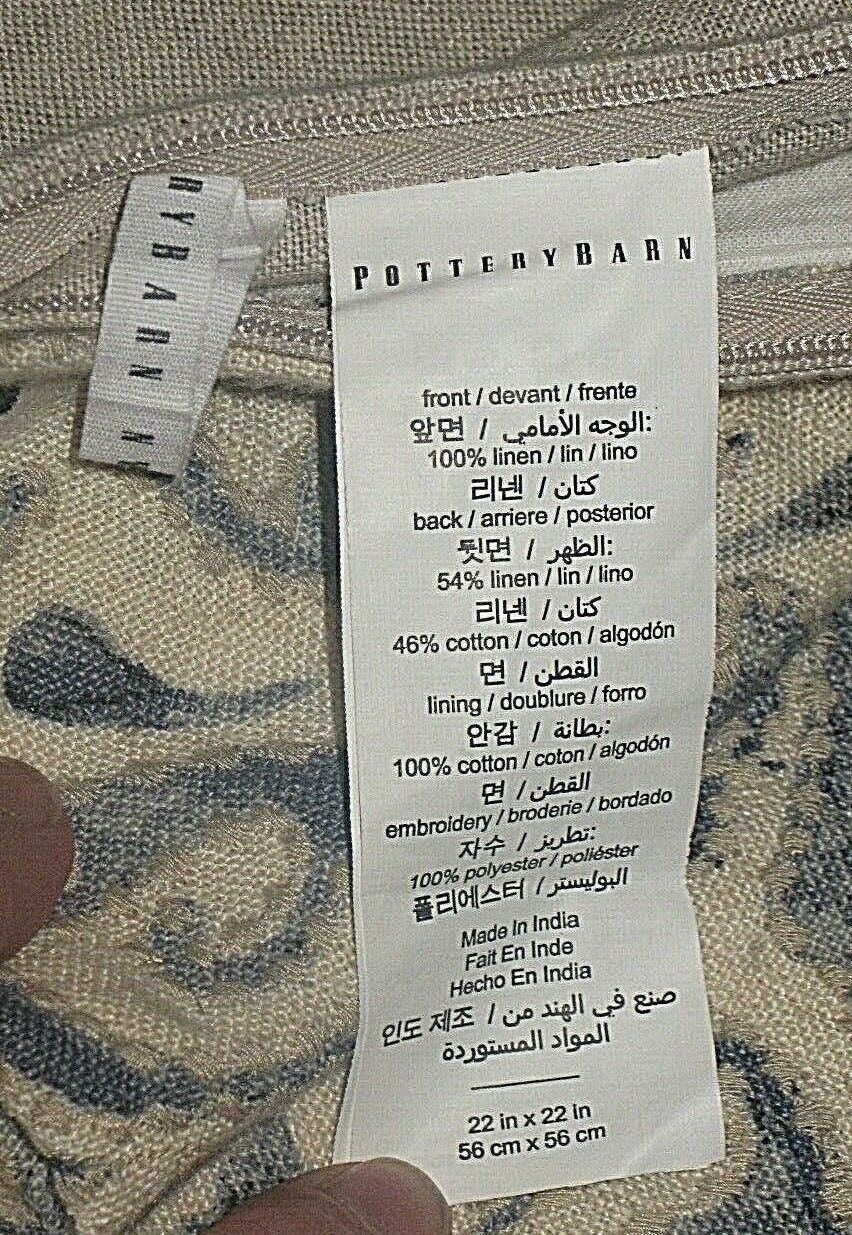 RYBARN
POTTERYBARN
front / devant / frente
앞면 / الوجه الأمامي:
100% linen / lin / lino
리넨 / كتان
back / arriere / posterior
뒷면 / الظهر:
54% linen / lin / lino
리넨 / كتان
46% cotton / coton / algodón
면 / القطن
lining / doublure / forro
안감 / بطانة:
100% cotton / coton / algodón
면 / القطن
embroidery / broderie / bordado
자수 / تطريز:
100% polyester / poliéster
폴리에스터 / البوليستر
Made In India
Fait En Inde
Hecho En India
인도 제조 / صنع في الهند من
المواد المستوردة
22 in x 22 in
56 cm x 56 cm